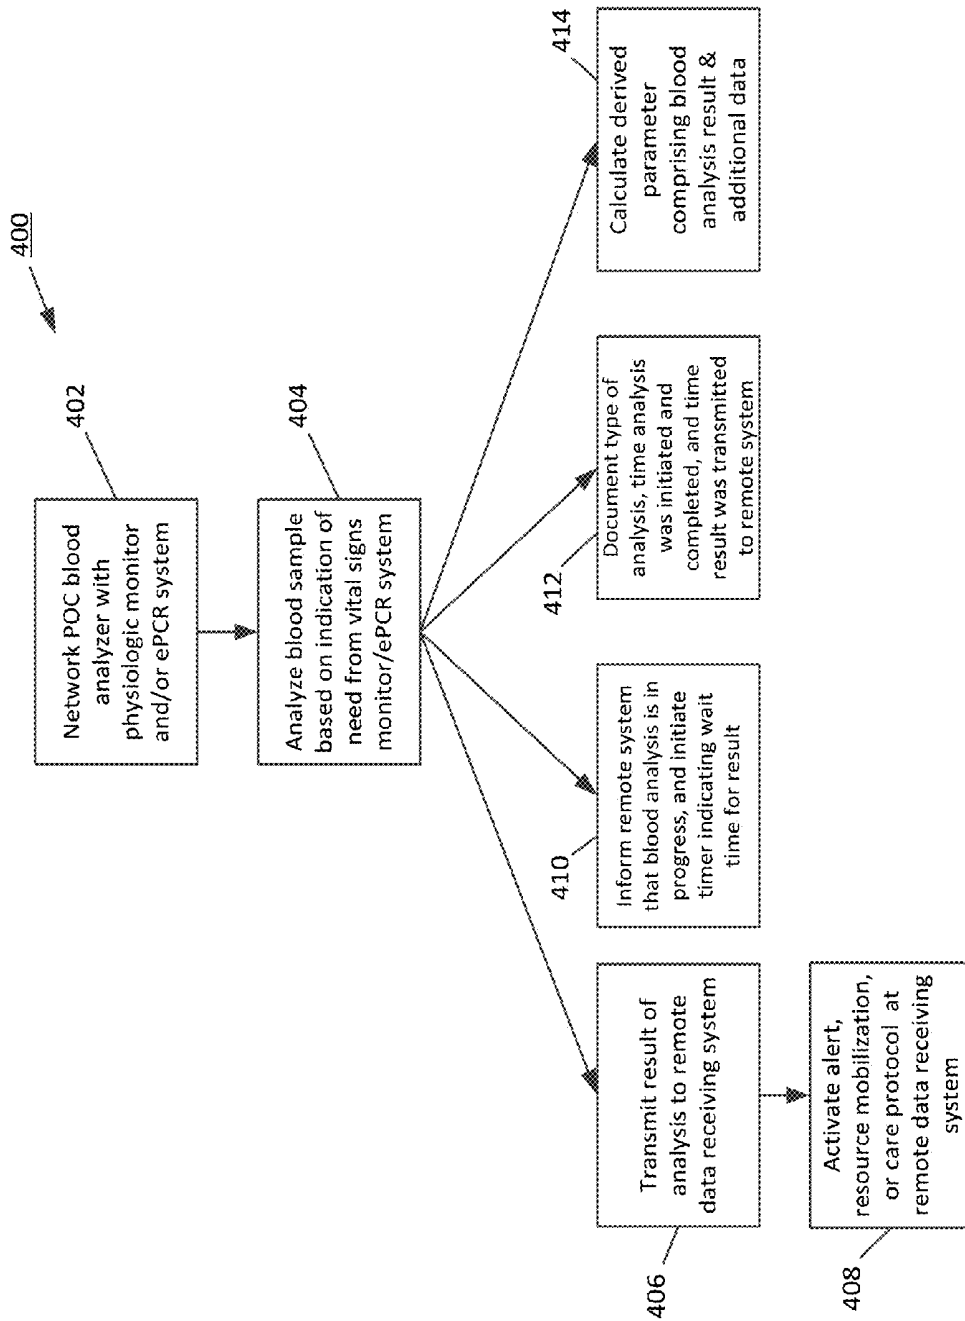 400
402
Network POC blood
analyzer with
physiologic monitor
and/or ePCR system
404
Analyze blood sample
based on indication of
need from vital signs
monitor/ePCR system
406
Transmit result of
analysis to remote
data receiving system
408
Activate alert,
resource mobilization,
or care protocol at
remote data receiving
system
410
Inform remote system
that blood analysis is in
progress, and initiate
timer indicating wait
time for result
412
Document type of
analysis, time analysis
was initiated and
completed, and time
result was transmitted
to remote system
414
Calculate derived
parameter
comprising blood
analysis result &
additional data